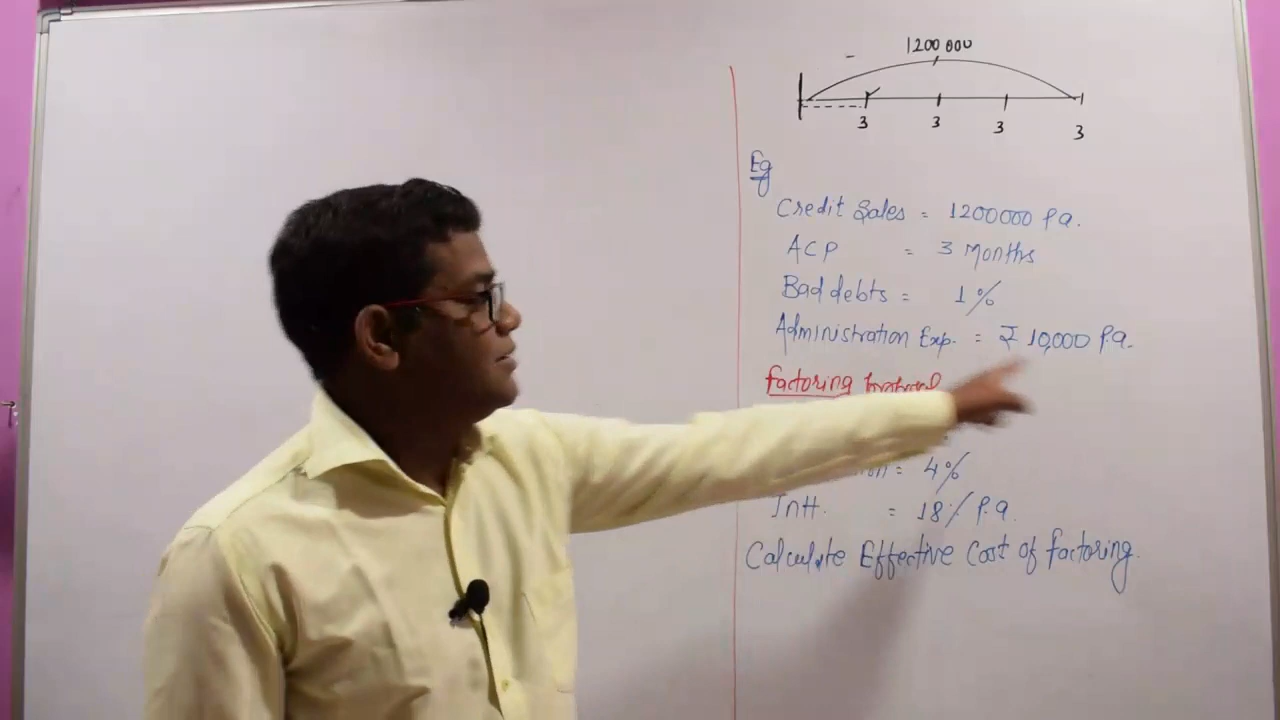 1200 000
3 3 3 3
Eg
Credit Sales = 1200000 P.a.
ACP = 3 Months
Bad debts = 1%
Administration Exp. = ₹ 10,000 P.a.
Factoring
= 4%
Intt. = 18% P.a.
Calculate Effective Cost of factoring.